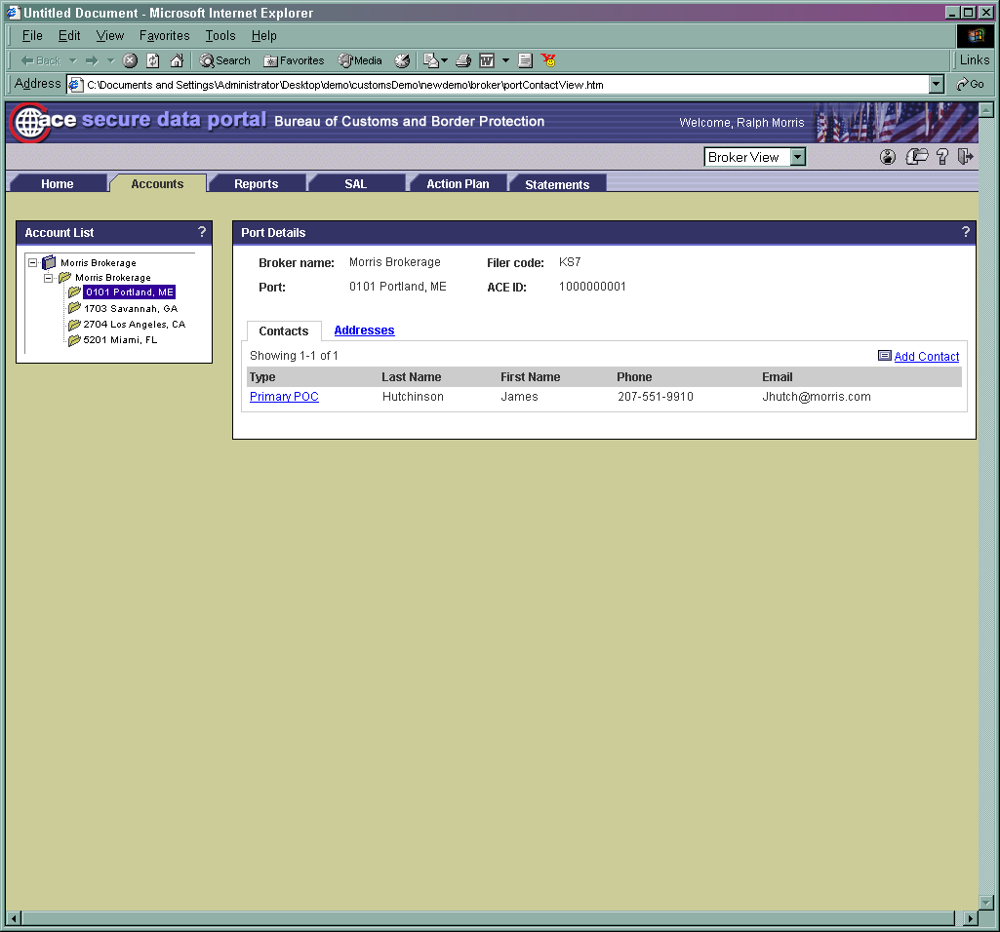 Untitled Document - Microsoft Internet Explorer
File Edit View Favorites Tools Help
Back Search Favorites Media Links
Address C:\Documents and Settings\Administrator\Desktop\demo\customsDemo\newdemo\broker\portContactView.htm Go
ace secure data portal Bureau of Customs and Border Protection Welcome, Ralph Morris
Broker View ?
Home Accounts Reports SAL Action Plan Statements
Account List ?
Morris Brokerage
Morris Brokerage
0101 Portland, ME
1703 Savannah, GA
2704 Los Angeles, CA
5201 Miami, FL
Port Details ?
Broker name: Morris Brokerage Filer code: KS7
Port: 0101 Portland, ME ACE ID: 1000000001
Contacts Addresses
Showing 1-1 of 1 Add Contact
Type Last Name First Name Phone Email
Primary POC Hutchinson James 207-551-9910 Jhutch@morris.com